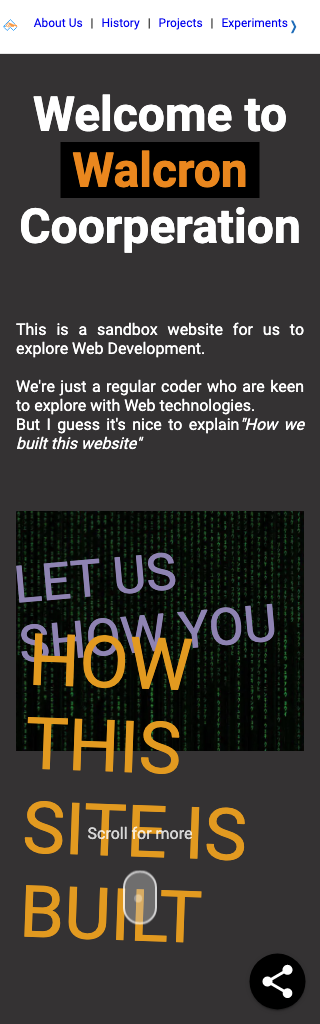 About Us | History | Projects | Experiments ❭
Welcome to
Walcron
Coorperation
This is a sandbox website for us to
explore Web Development.
We're just a regular coder who are keen
to explore with Web technologies.
But I guess it's nice to explain "How we
built this website"
LET US
SHOW YOU
HOW
THIS
SITE IS
Scroll for more
BUILT